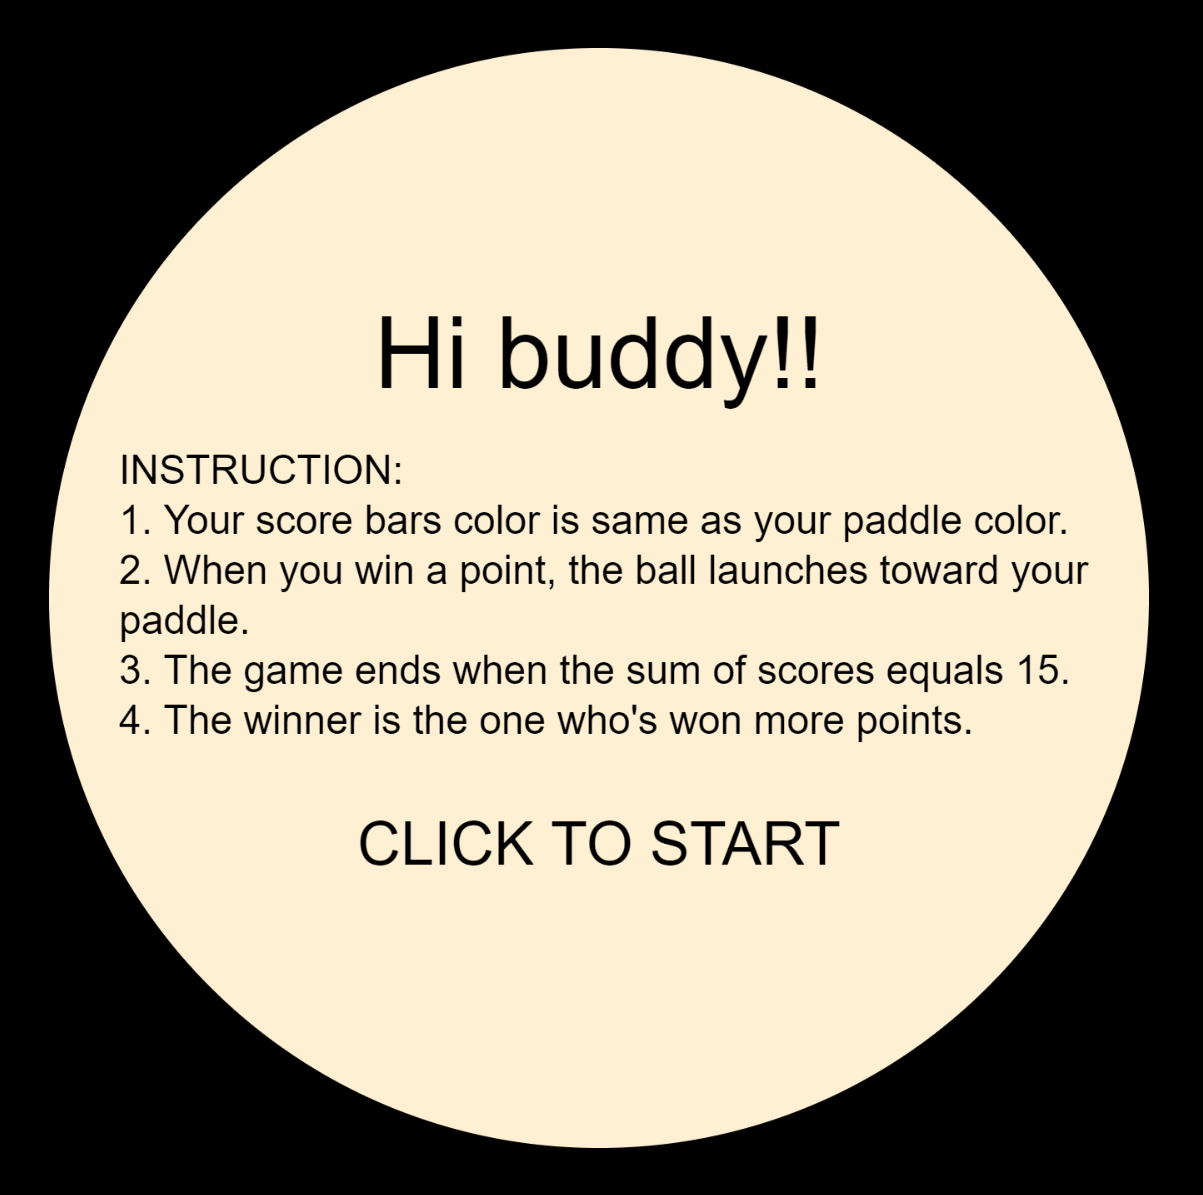 Hi buddy!!
INSTRUCTION:
1. Your score bars color is same as your paddle color.
2. When you win a point, the ball launches toward your
paddle.
3. The game ends when the sum of scores equals 15.
4. The winner is the one who's won more points.
CLICK TO START